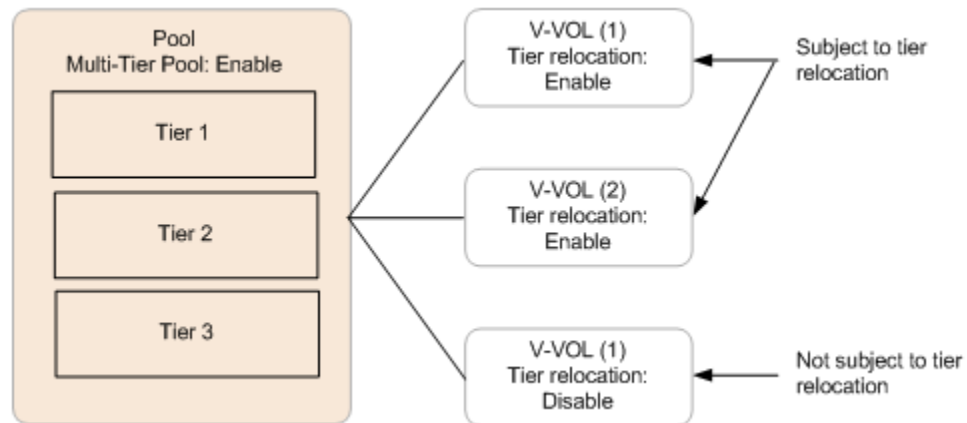 Pool
Multi-Tier Pool: Enable
Tier 1
Tier 2
Tier 3
V-VOL (1)
Tier relocation:
Enable
V-VOL (2)
Tier relocation:
Enable
V-VOL (1)
Tier relocation:
Disable
Subject to tier
relocation
Not subject to tier
relocation